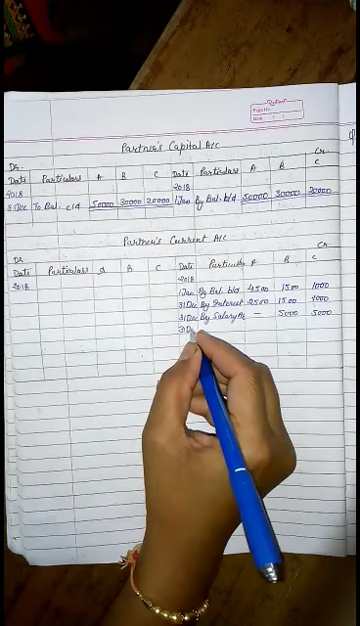 Partner's Capital A/c
Dr. Cr.
Date Particulars A B C Date Particulars A B C
2018 2018
31 Dec To Bal. c/d 50000 30000 20000 1 Jan By Bal. b/d 50000 30000 20000
Partner's Current A/c
Dr. Cr.
Date Particulars A B C Date Particulars A B C
2018 2018
1 Jan By Bal. b/d 4500 1500 1000
31 Dec By Interest 2500 1500 1000
31 Dec By Salary — 5000 5000
31 D